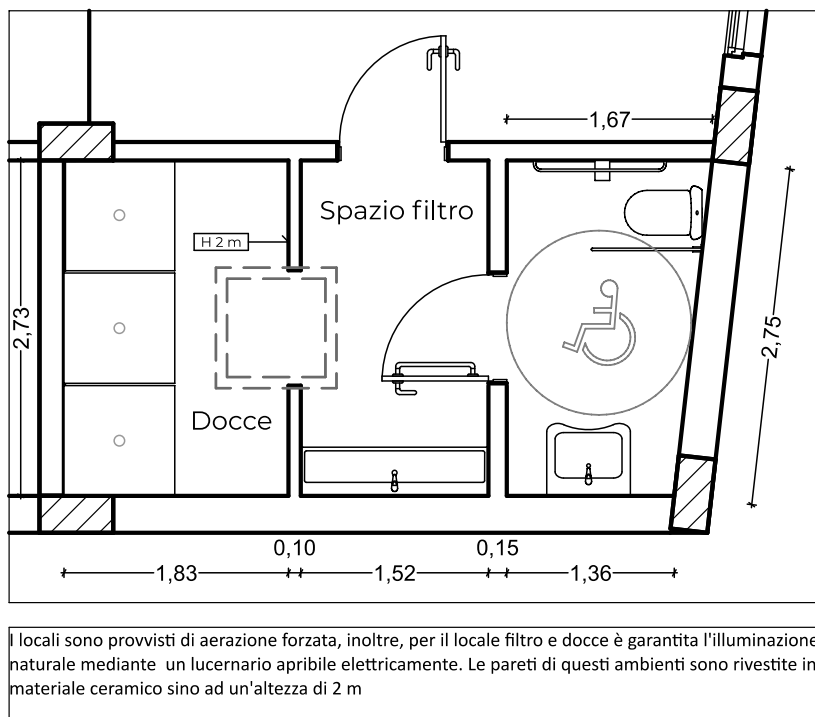 1,67
Spazio filtro
H 2 m
2,73
2,75
Docce
0,10
0,15
1,83
1,52
1,36
I locali sono provvisti di aerazione forzata, inoltre, per il locale filtro e docce è garantita l'illuminazione
naturale mediante un lucernario apribile elettricamente. Le pareti di questi ambienti sono rivestite in
materiale ceramico sino ad un'altezza di 2 m